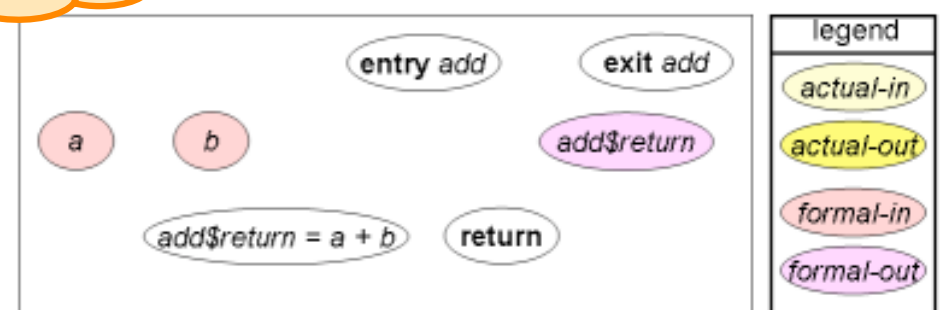 entry add
exit add
a
b
add$return
add$return = a + b
return
legend
actual-in
actual-out
formal-in
formal-out